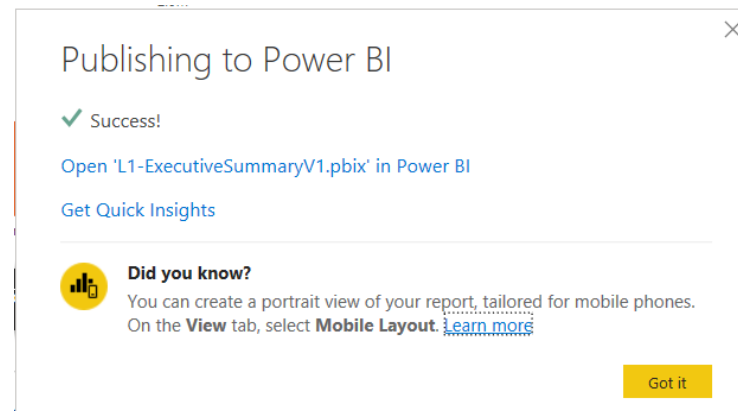 Publishing to Power BI
Success!
Open 'L1-ExecutiveSummaryV1.pbix' in Power BI
Get Quick Insights
Did you know?
You can create a portrait view of your report, tailored for mobile phones.
On the View tab, select Mobile Layout. Learn more
Got it